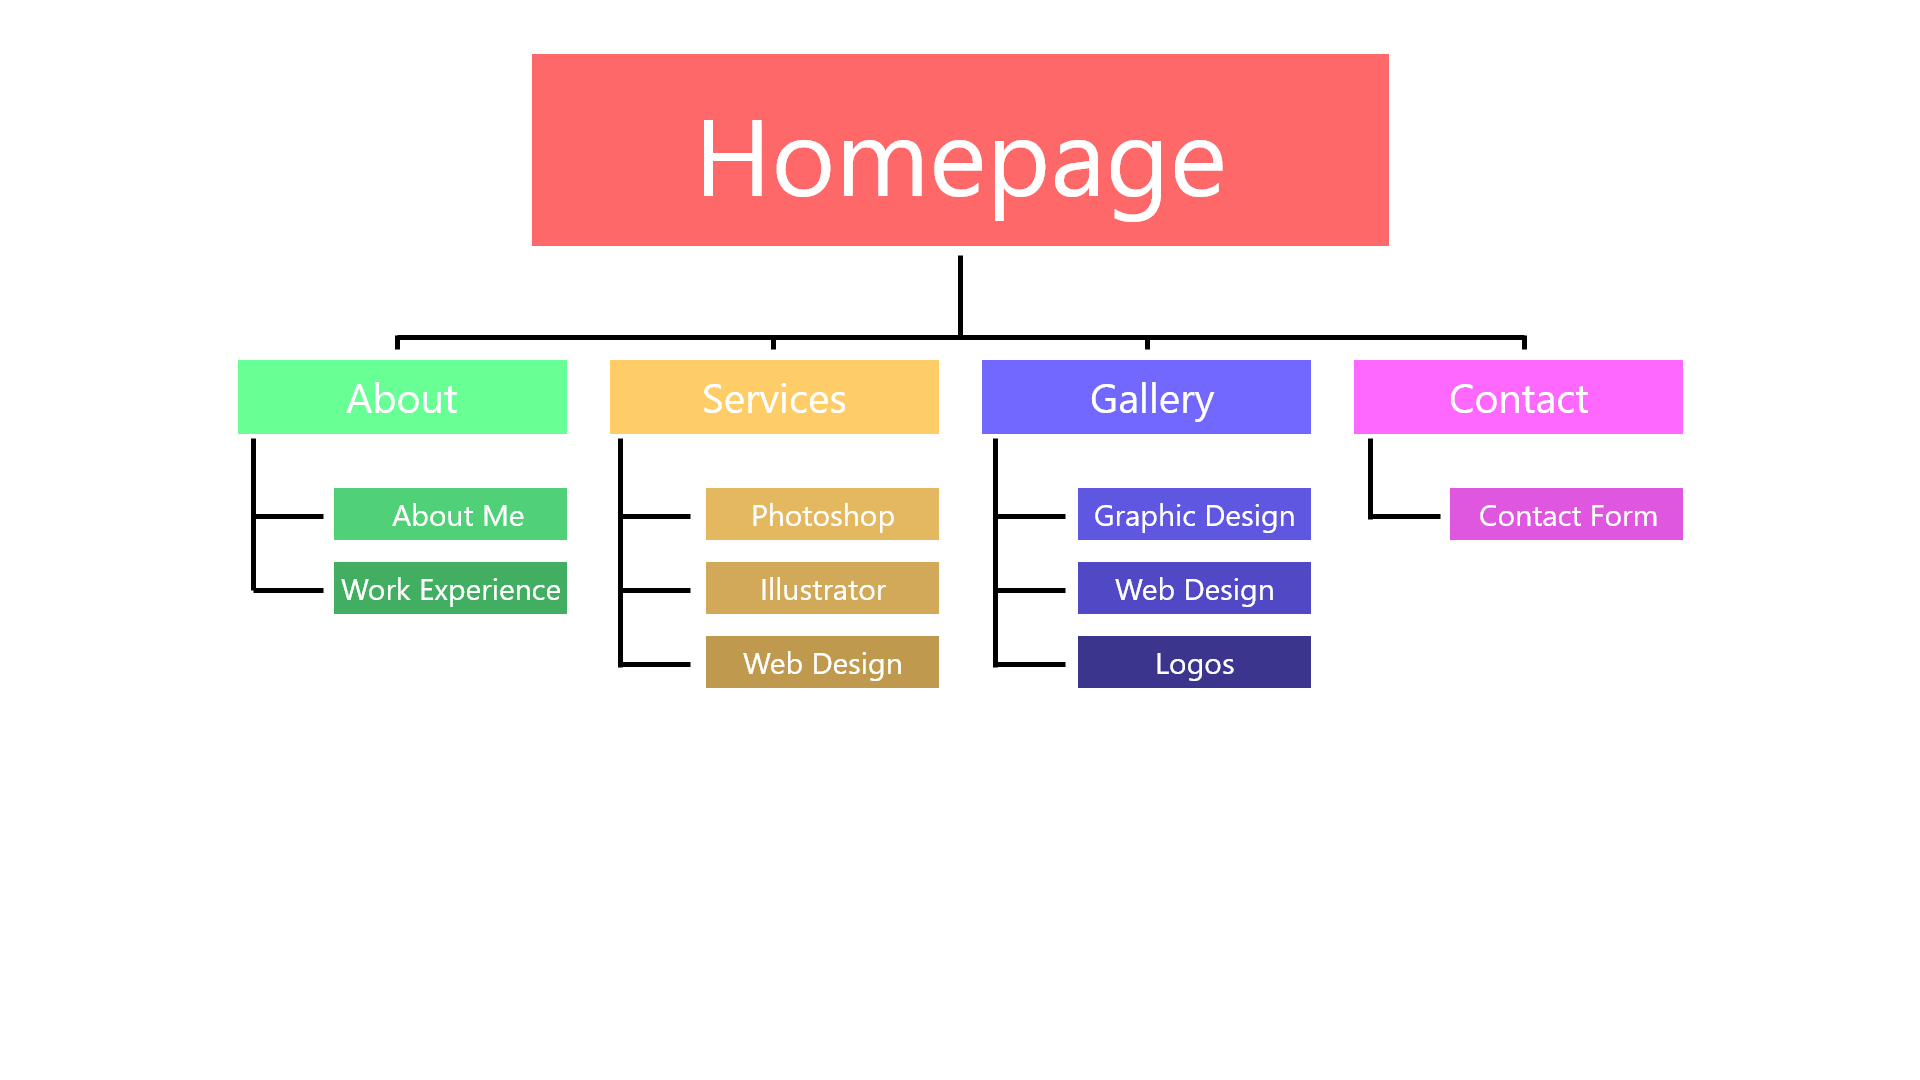 Homepage
About
Services
Gallery
Contact
About Me
Photoshop
Graphic Design
Contact Form
Work Experience
Illustrator
Web Design
Web Design
Logos